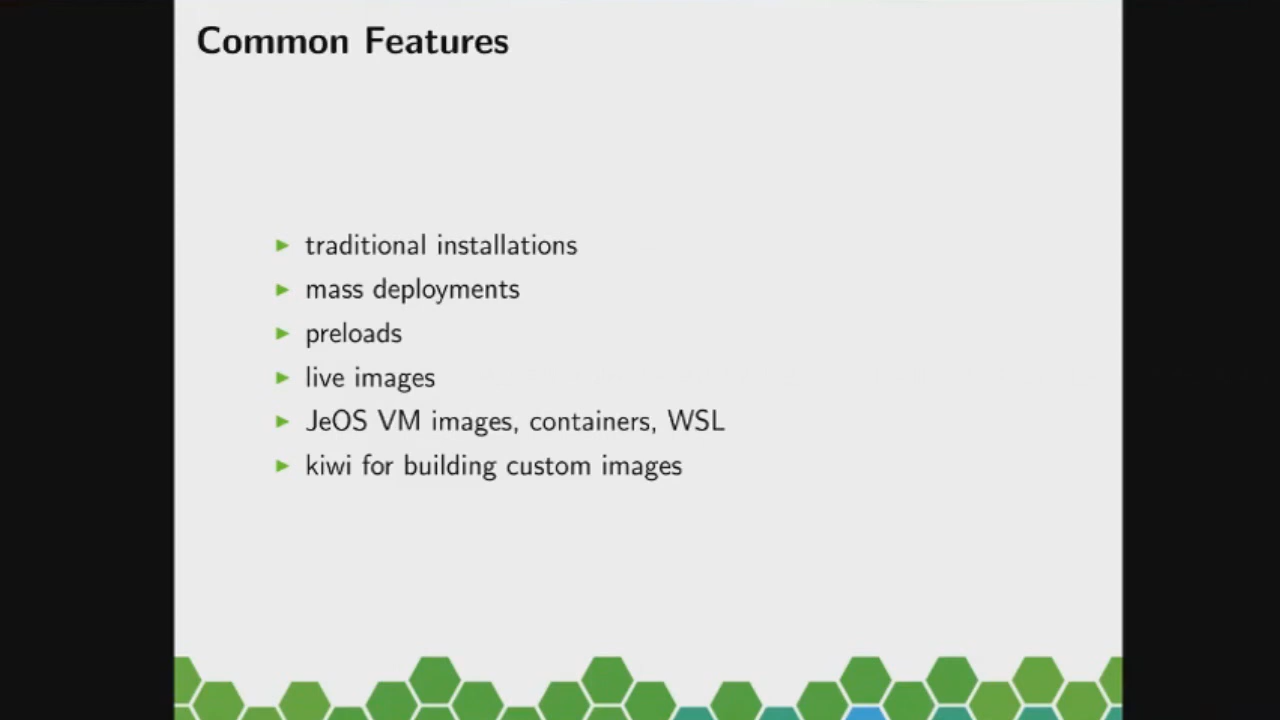 Common Features
traditional installations
mass deployments
preloads
live images
JeOS VM images, containers, WSL
kiwi for building custom images